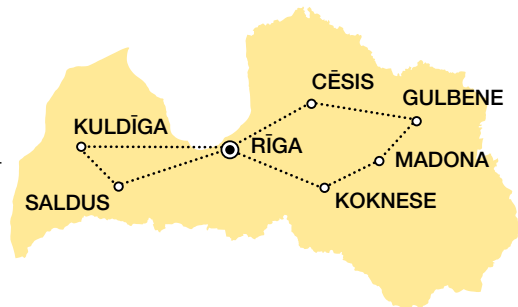 CĒSIS
GULBENE
KULDĪGA
RĪGA
MADONA
SALDUS
KOKNESE